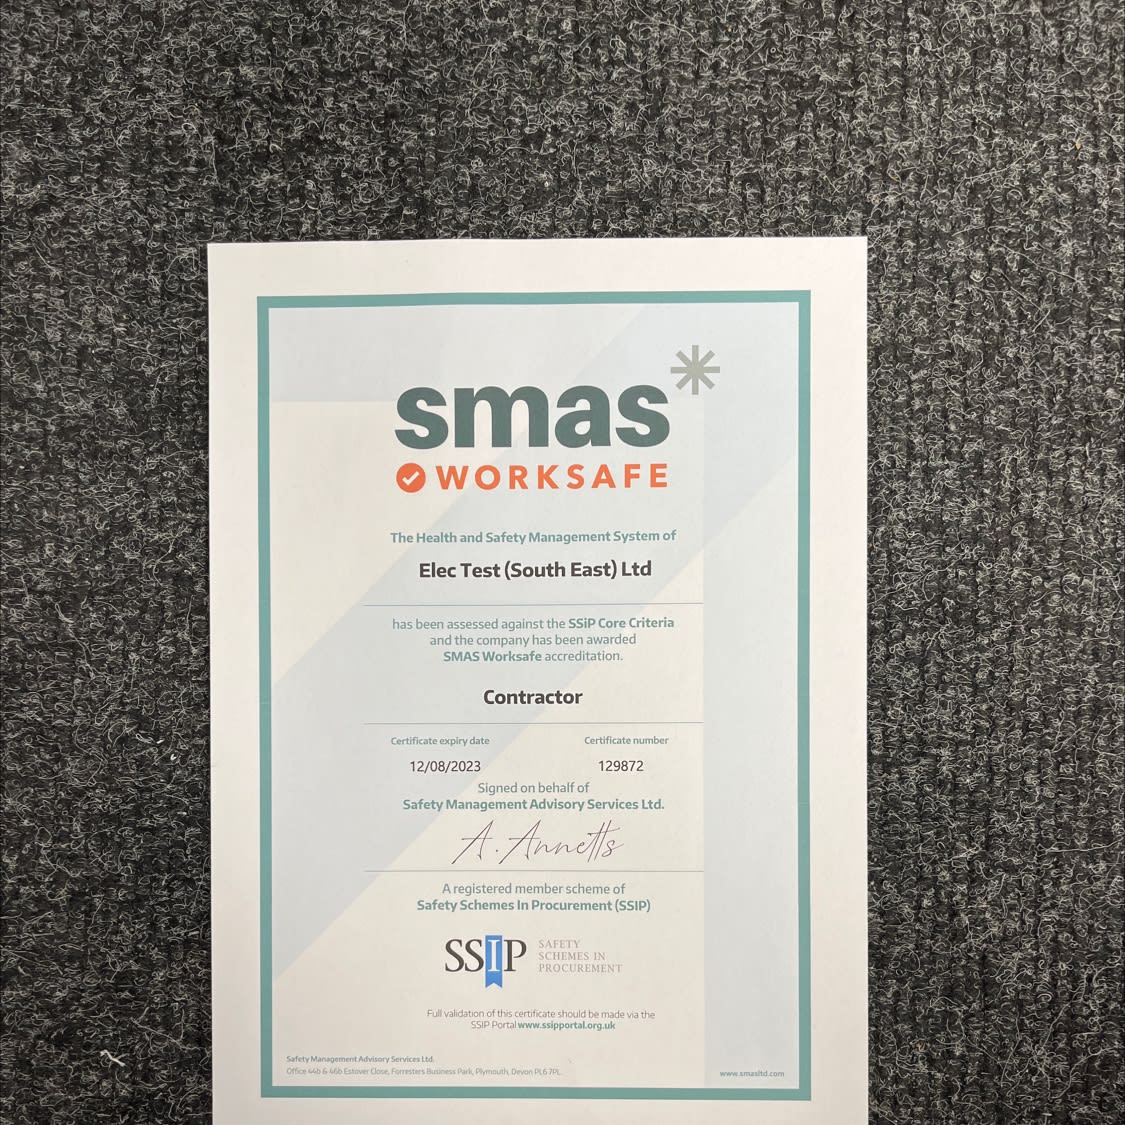 smas
WORKSAFE
The Health and Safety Management System of
Elec Test (South East) Ltd
has been assessed against the SSiP Core Criteria
and the company has been awarded
SMAS Worksafe accreditation.
Contractor
Certificate expiry date Certificate number
12/08/2023 129872
Signed on behalf of
Safety Management Advisory Services Ltd.
A. Annetts
A registered member scheme of
Safety Schemes In Procurement (SSIP)
SSIP
SAFETY
SCHEMES IN
PROCUREMENT
Full validation of this certificate should be made via the
SSIP Portal www.ssipportal.org.uk
Safety Management Advisory Services Ltd.
Office 44b & 46b Estover Close, Forresters Business Park, Plymouth, Devon PL6 7PL.
www.smasltd.com